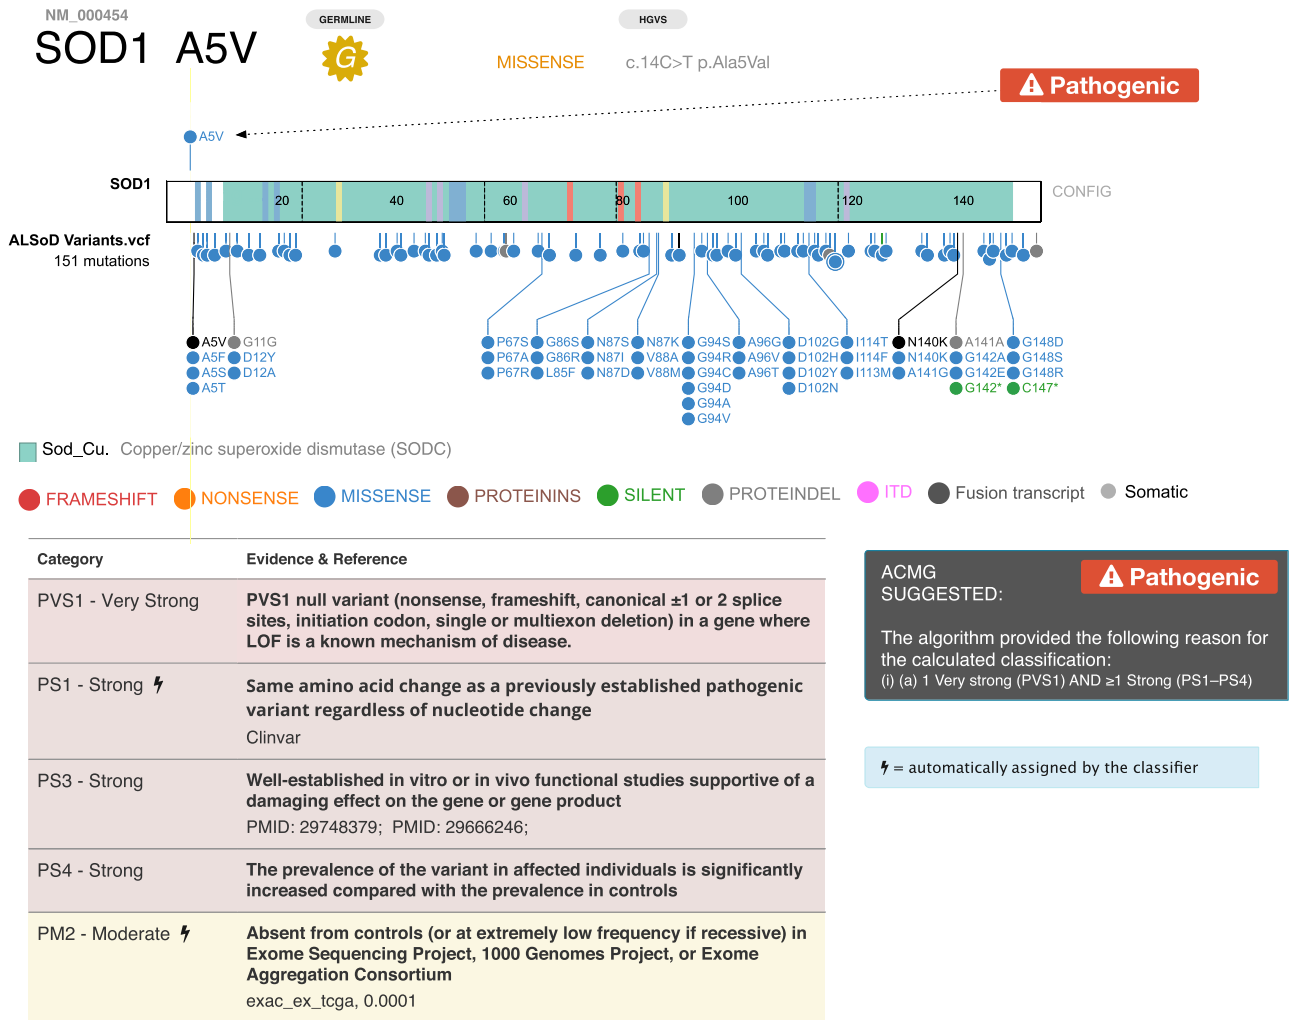 NM_000454
SOD1 A5V
GERMLINE
G
HGVS
MISSENSE
c.14C>T p.Ala5Val
Pathogenic
A5V
SOD1
20
40
60
80
100
120
140
CONFIG
ALSoD Variants.vcf
151 mutations
A5V G11G P67S G86S N87S N87K G94S A96G D102G I114T N140K A141A G148D
A5F D12Y P67A G86R N87I V88A G94R A96V D102H I114F N140K G142A G148S
A5S D12A P67R L85F N87D V88M G94C A96T D102Y I113M A141G G142E G148R
A5T G94D D102N G142* C147*
G94A
G94V
Sod_Cu. Copper/zinc superoxide dismutase (SODC)
FRAMESHIFT NONSENSE MISSENSE PROTEININS SILENT PROTEINDEL ITD Fusion transcript Somatic
Category Evidence & Reference
PVS1 - Very Strong PVS1 null variant (nonsense, frameshift, canonical ±1 or 2 splice
sites, initiation codon, single or multiexon deletion) in a gene where
LOF is a known mechanism of disease.
PS1 - Strong Same amino acid change as a previously established pathogenic
variant regardless of nucleotide change
Clinvar
PS3 - Strong Well-established in vitro or in vivo functional studies supportive of a
damaging effect on the gene or gene product
PMID: 29748379; PMID: 29666246;
PS4 - Strong The prevalence of the variant in affected individuals is significantly
increased compared with the prevalence in controls
PM2 - Moderate Absent from controls (or at extremely low frequency if recessive) in
Exome Sequencing Project, 1000 Genomes Project, or Exome
Aggregation Consortium
exac_ex_tcga, 0.0001
ACMG
SUGGESTED:
Pathogenic
The algorithm provided the following reason for
the calculated classification:
(i) (a) 1 Very strong (PVS1) AND ≥1 Strong (PS1–PS4)
= automatically assigned by the classifier